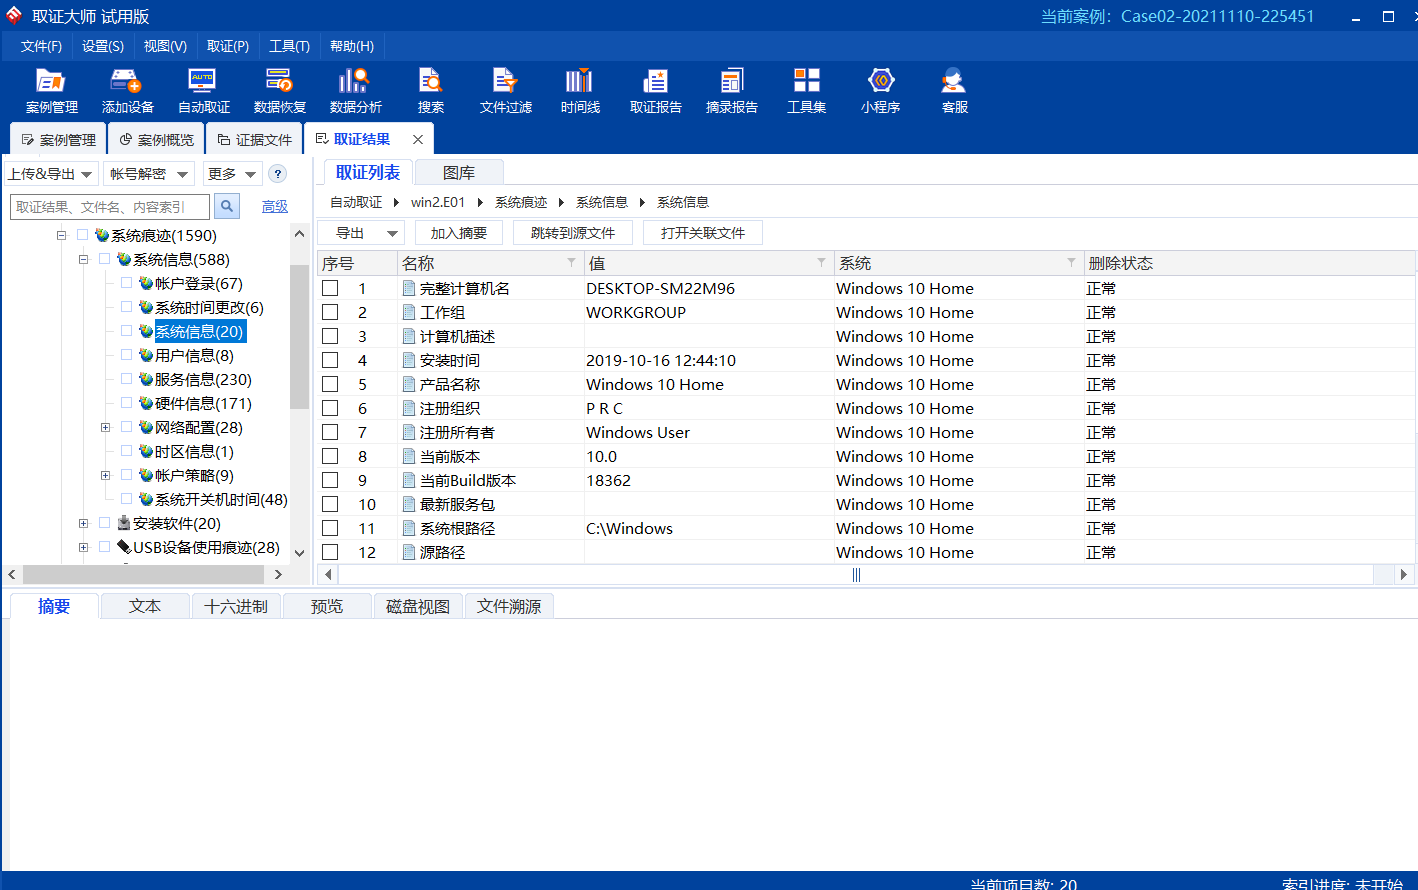 取证大师 试用版
当前案例：Case02-20211110-225451
文件(F) 设置(S) 视图(V) 取证(P) 工具(T) 帮助(H)
案例管理 添加设备 自动取证 数据恢复 数据分析 搜索 文件过滤 时间线 取证报告 摘录报告 工具集 小程序 客服
案例管理 案例概览 证据文件 取证结果
上传&导出 帐号解密 更多 ?
取证结果、文件名、内容索引 高级
系统痕迹(1590)
系统信息(588)
帐户登录(67)
系统时间更改(6)
系统信息(20)
用户信息(8)
服务信息(230)
硬件信息(171)
网络配置(28)
时区信息(1)
帐户策略(9)
系统开关机时间(48)
安装软件(20)
USB设备使用痕迹(28)
取证列表 图库
自动取证 win2.E01 系统痕迹 系统信息 系统信息
导出 加入摘要 跳转到源文件 打开关联文件
序号 名称 值 系统 删除状态
1 完整计算机名 DESKTOP-SM22M96 Windows 10 Home 正常
2 工作组 WORKGROUP Windows 10 Home 正常
3 计算机描述 Windows 10 Home 正常
4 安装时间 2019-10-16 12:44:10 Windows 10 Home 正常
5 产品名称 Windows 10 Home Windows 10 Home 正常
6 注册组织 P R C Windows 10 Home 正常
7 注册所有者 Windows User Windows 10 Home 正常
8 当前版本 10.0 Windows 10 Home 正常
9 当前Build版本 18362 Windows 10 Home 正常
10 最新服务包 Windows 10 Home 正常
11 系统根路径 C:\Windows Windows 10 Home 正常
12 源路径 Windows 10 Home 正常
摘要 文本 十六进制 预览 磁盘视图 文件溯源
当前项目数: 20 索引进度: 未开始